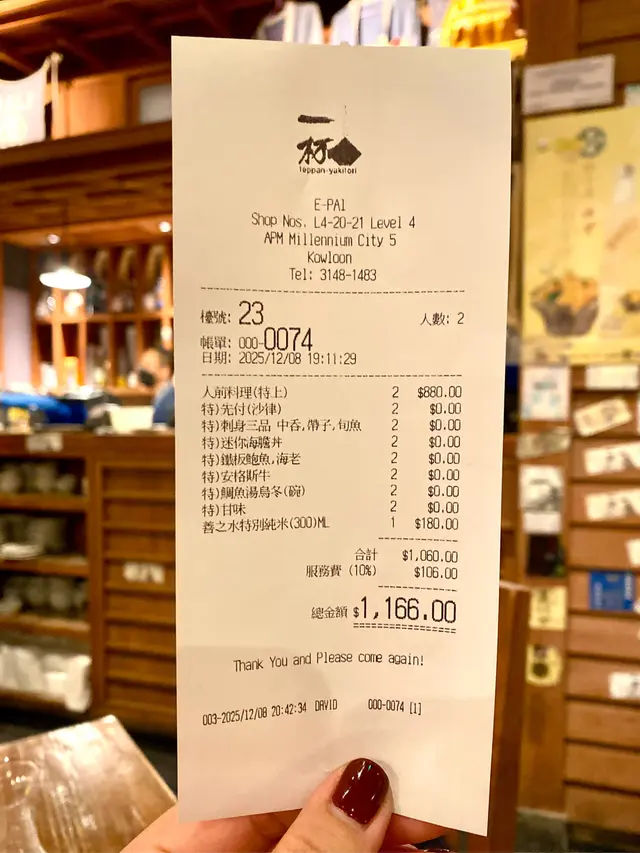 一杯
teppan-yakitori
E-PAI
Shop Nos. L4-20-21 Level 4
APM Millennium City 5
Kowloon
Tel: 3148-1483
檯號: 23 人數: 2
帳單: 000-0074
日期: 2025/12/08 19:11:29
人前料理(特上) 2 $880.00
特)先付(沙律) 2 $0.00
特)刺身三品 中呑,帶子,旬魚 2 $0.00
特)迷你海膽丼 2 $0.00
特)鐵板鮑魚,海老 2 $0.00
特)安格斯牛 2 $0.00
特)鯛魚湯烏冬(碗) 2 $0.00
特)甘味 2 $0.00
善之水特別純米(300)ML 1 $180.00
合計 $1,060.00
服務費 (10%) $106.00
總金額 $1,166.00
Thank You and Please come again!
003-2025/12/08 20:42:34 DAVID 000-0074 [1]